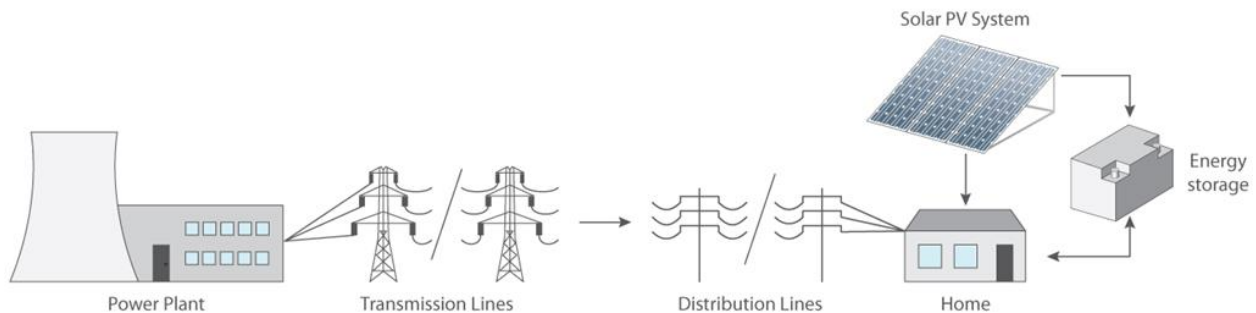 Solar PV System
Energy
storage
Power Plant
Transmission Lines
Distribution Lines
Home